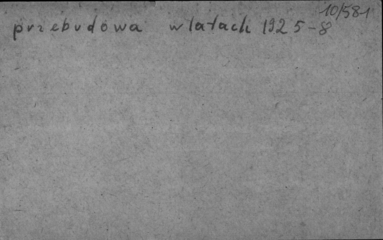 10/581
przebudowa w latach 1925-8